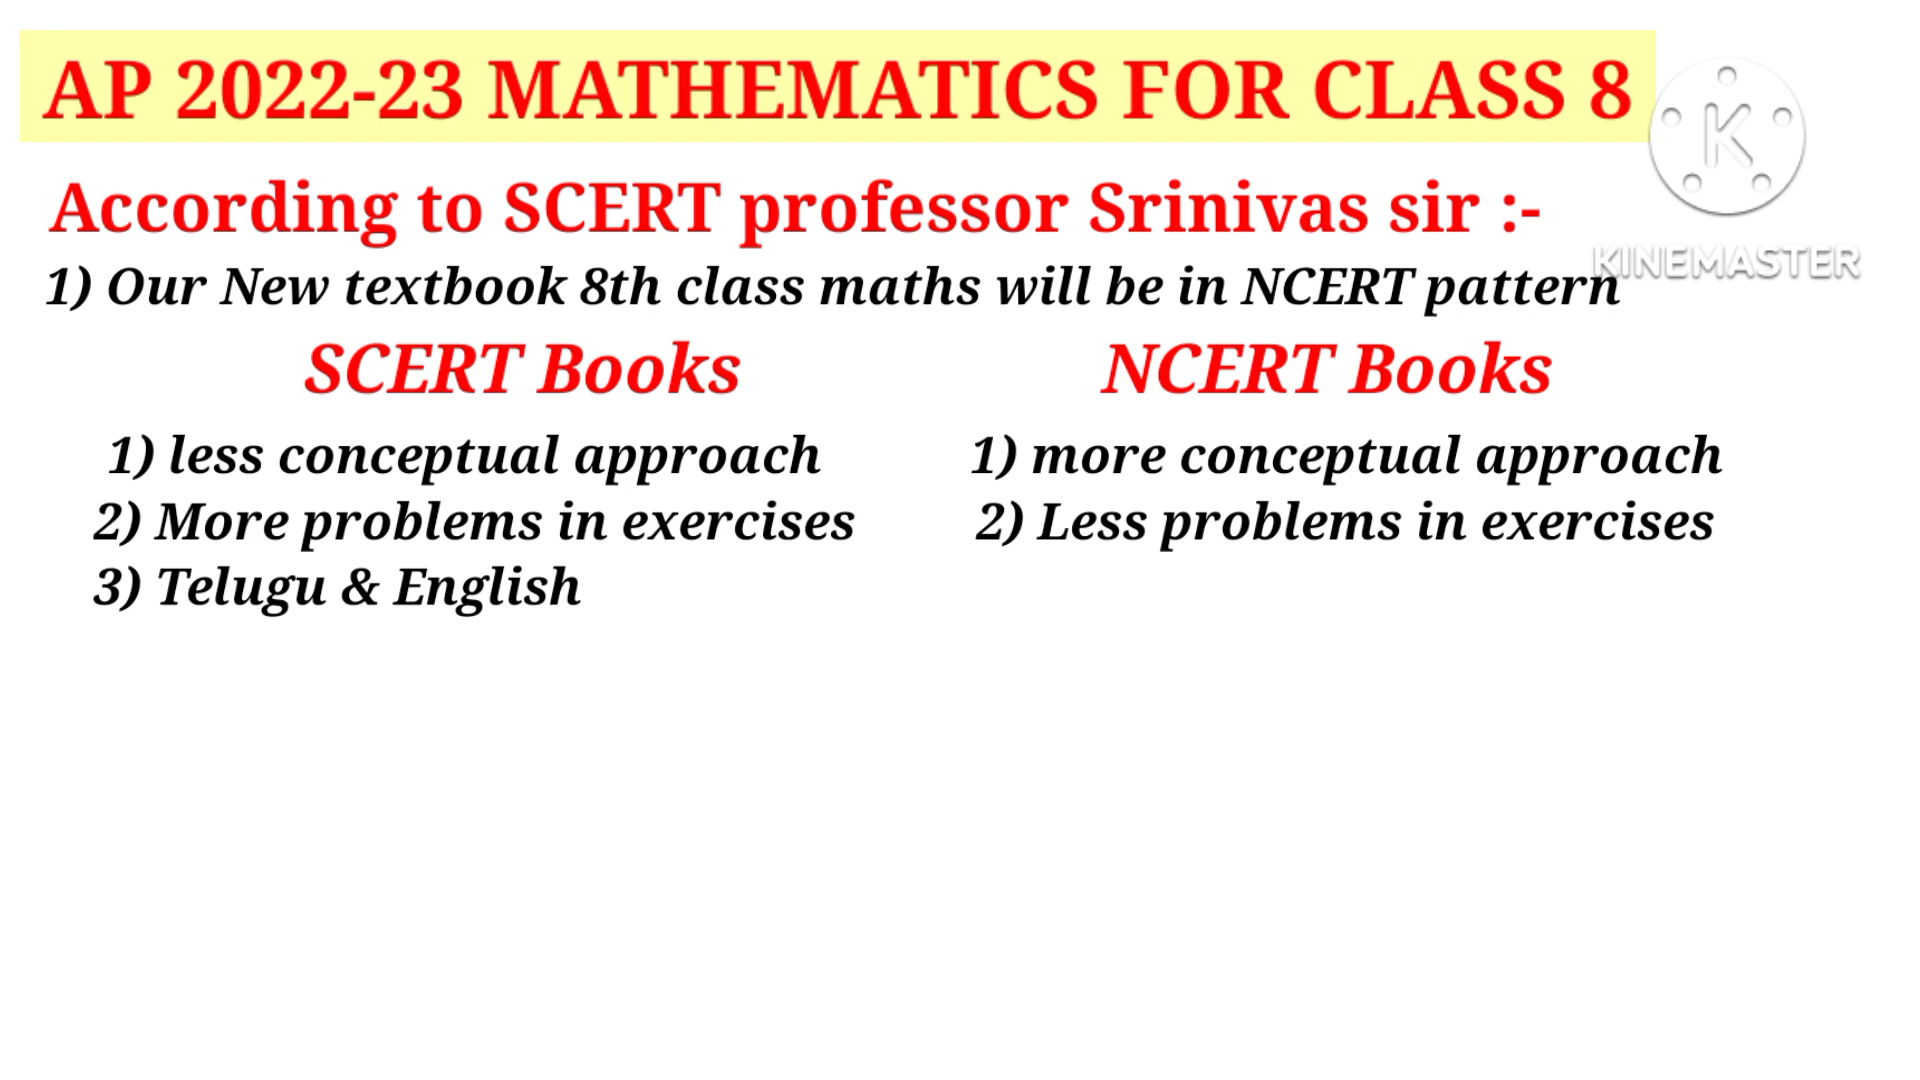 AP 2022-23 MATHEMATICS FOR CLASS 8
K
KINEMASTER
According to SCERT professor Srinivas sir :-
1) Our New textbook 8th class maths will be in NCERT pattern
SCERT Books
NCERT Books
1) less conceptual approach
1) more conceptual approach
2) More problems in exercises
2) Less problems in exercises
3) Telugu & English